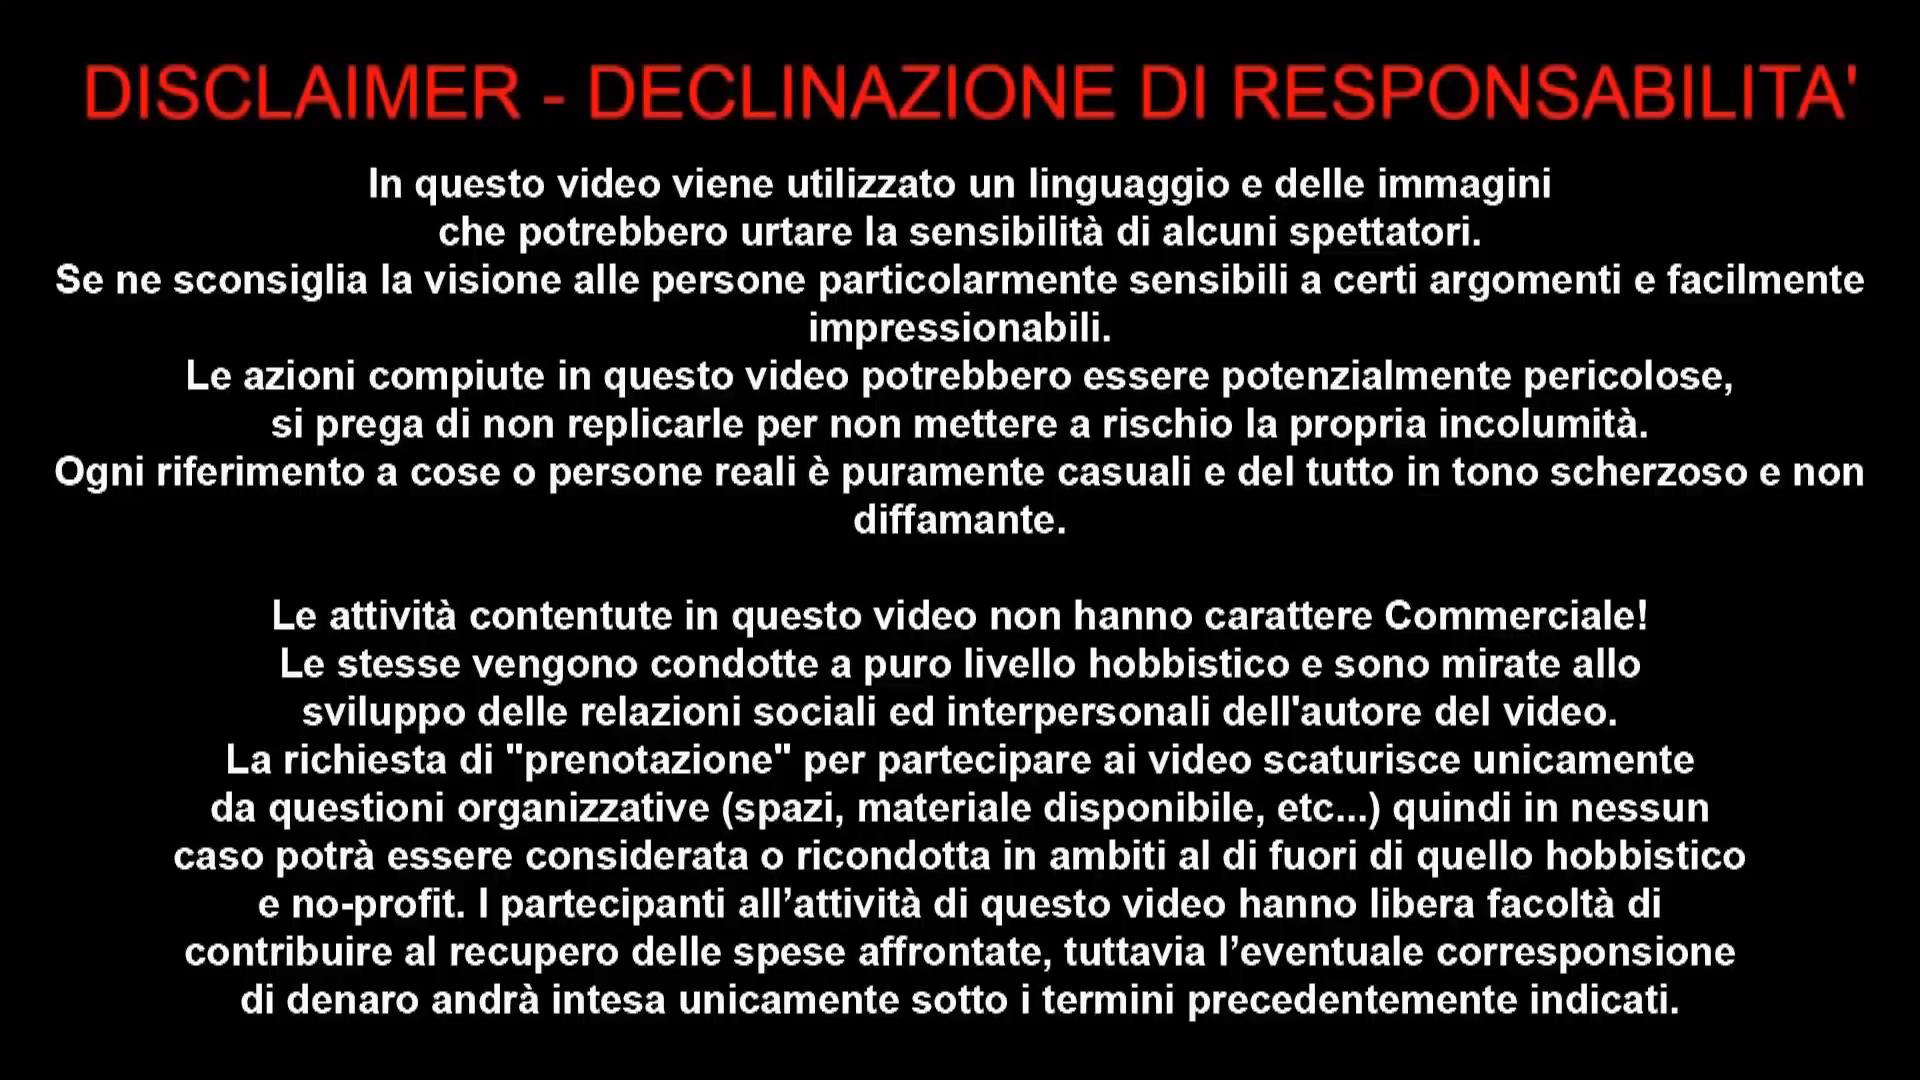 DISCLAIMER - DECLINAZIONE DI RESPONSABILITA'
In questo video viene utilizzato un linguaggio e delle immagini
che potrebbero urtare la sensibilità di alcuni spettatori.
Se ne sconsiglia la visione alle persone particolarmente sensibili a certi argomenti e facilmente
impressionabili.
Le azioni compiute in questo video potrebbero essere potenzialmente pericolose,
si prega di non replicarle per non mettere a rischio la propria incolumità.
Ogni riferimento a cose o persone reali è puramente casuali e del tutto in tono scherzoso e non
diffamante.
Le attività contentute in questo video non hanno carattere Commerciale!
Le stesse vengono condotte a puro livello hobbistico e sono mirate allo
sviluppo delle relazioni sociali ed interpersonali dell'autore del video.
La richiesta di "prenotazione" per partecipare ai video scaturisce unicamente
da questioni organizzative (spazi, materiale disponibile, etc...) quindi in nessun
caso potrà essere considerata o ricondotta in ambiti al di fuori di quello hobbistico
e no-profit. I partecipanti all’attività di questo video hanno libera facoltà di
contribuire al recupero delle spese affrontate, tuttavia l’eventuale corresponsione
di denaro andrà intesa unicamente sotto i termini precedentemente indicati.